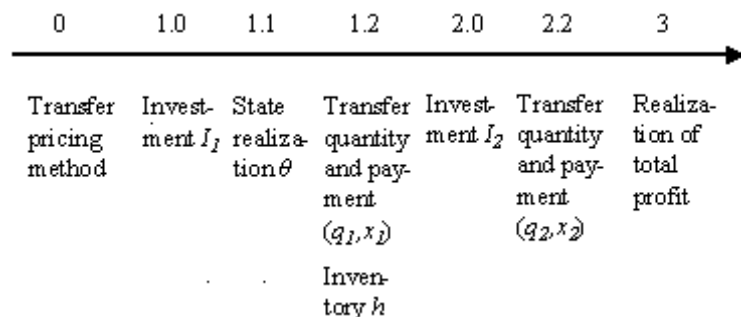 0 1.0 1.1 1.2 2.0 2.2 3
Transfer
pricing
method
Invest-
ment I1
State
realiza-
tion θ
Transfer
quantity
and pay-
ment
(q1,x1)
Inven-
tory h
Invest-
ment I2
Transfer
quantity
and pay-
ment
(q2,x2)
Realiza-
tion of
total
profit